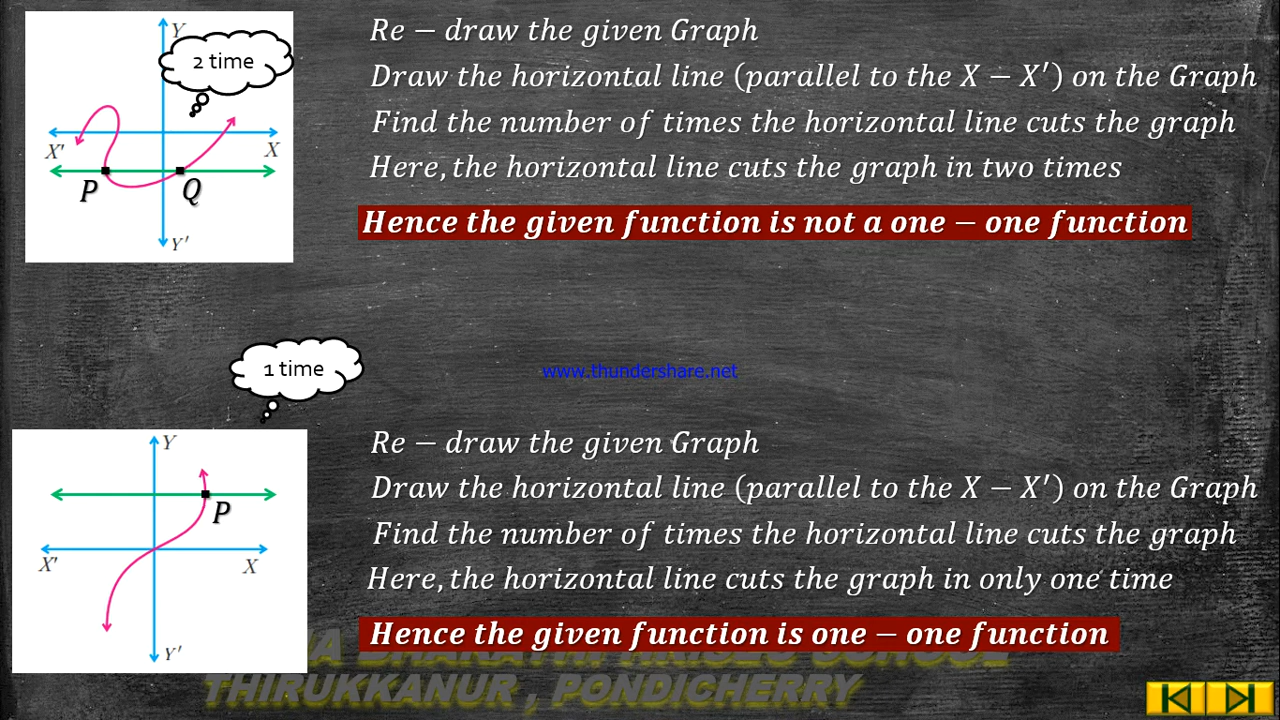 Y
2 time
X'
X
P
Q
Y'
Re − draw the given Graph
Draw the horizontal line (parallel to the X − X') on the Graph
Find the number of times the horizontal line cuts the graph
Here, the horizontal line cuts the graph in two times
Hence the given function is not a one − one function
1 time
www.thundershare.net
Y
P
X'
X
Y'
Re − draw the given Graph
Draw the horizontal line (parallel to the X − X') on the Graph
Find the number of times the horizontal line cuts the graph
Here, the horizontal line cuts the graph in only one time
Hence the given function is one − one function
THIRUKKANUR , PONDICHERRY